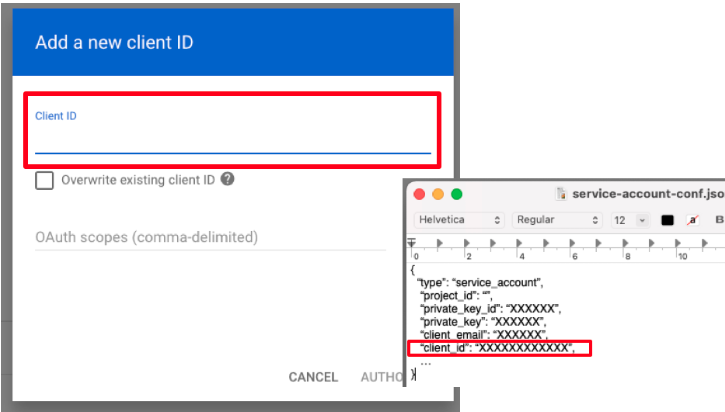 Add a new client ID
Client ID
Overwrite existing client ID ?
OAuth scopes (comma-delimited)
CANCEL AUTHO
service-account-conf.jso
Helvetica Regular 12 a B
0 2 4 6 8 10
{
"type": "service_account",
"project_id": "",
"private_key_id": "XXXXXX",
"private_key": "XXXXXX",
"client_email": "XXXXXX",
"client_id": "XXXXXXXXXXXX",
...
}